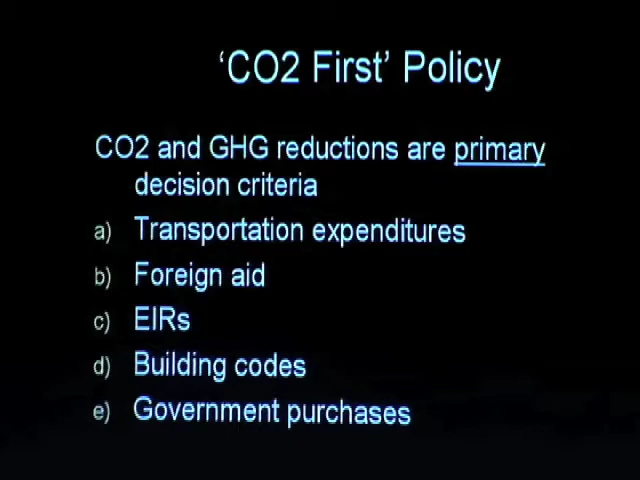 ‘CO2 First’ Policy
CO2 and GHG reductions are primary
decision criteria
a) Transportation expenditures
b) Foreign aid
c) EIRs
d) Building codes
e) Government purchases